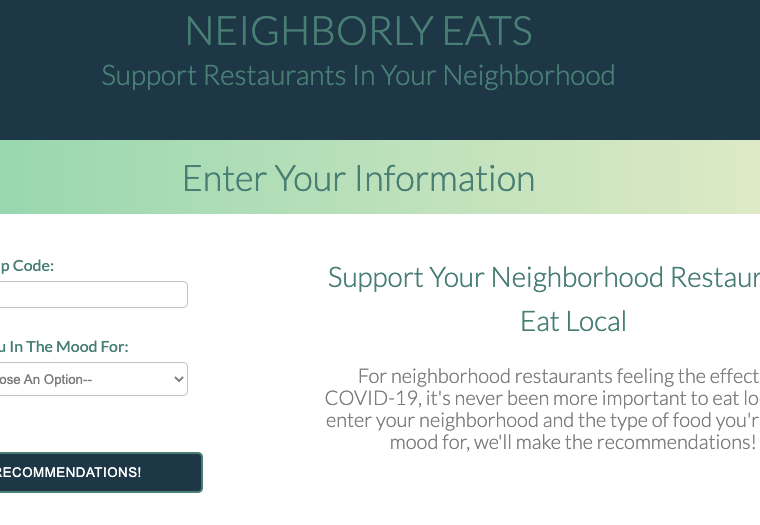 NEIGHBORLY EATS
Support Restaurants In Your Neighborhood
Enter Your Information
p Code:
u In The Mood For:
ose An Option--
RECOMMENDATIONS!
Support Your Neighborhood Restaur
Eat Local
For neighborhood restaurants feeling the effect
COVID-19, it's never been more important to eat lo
enter your neighborhood and the type of food you'r
mood for, we'll make the recommendations!